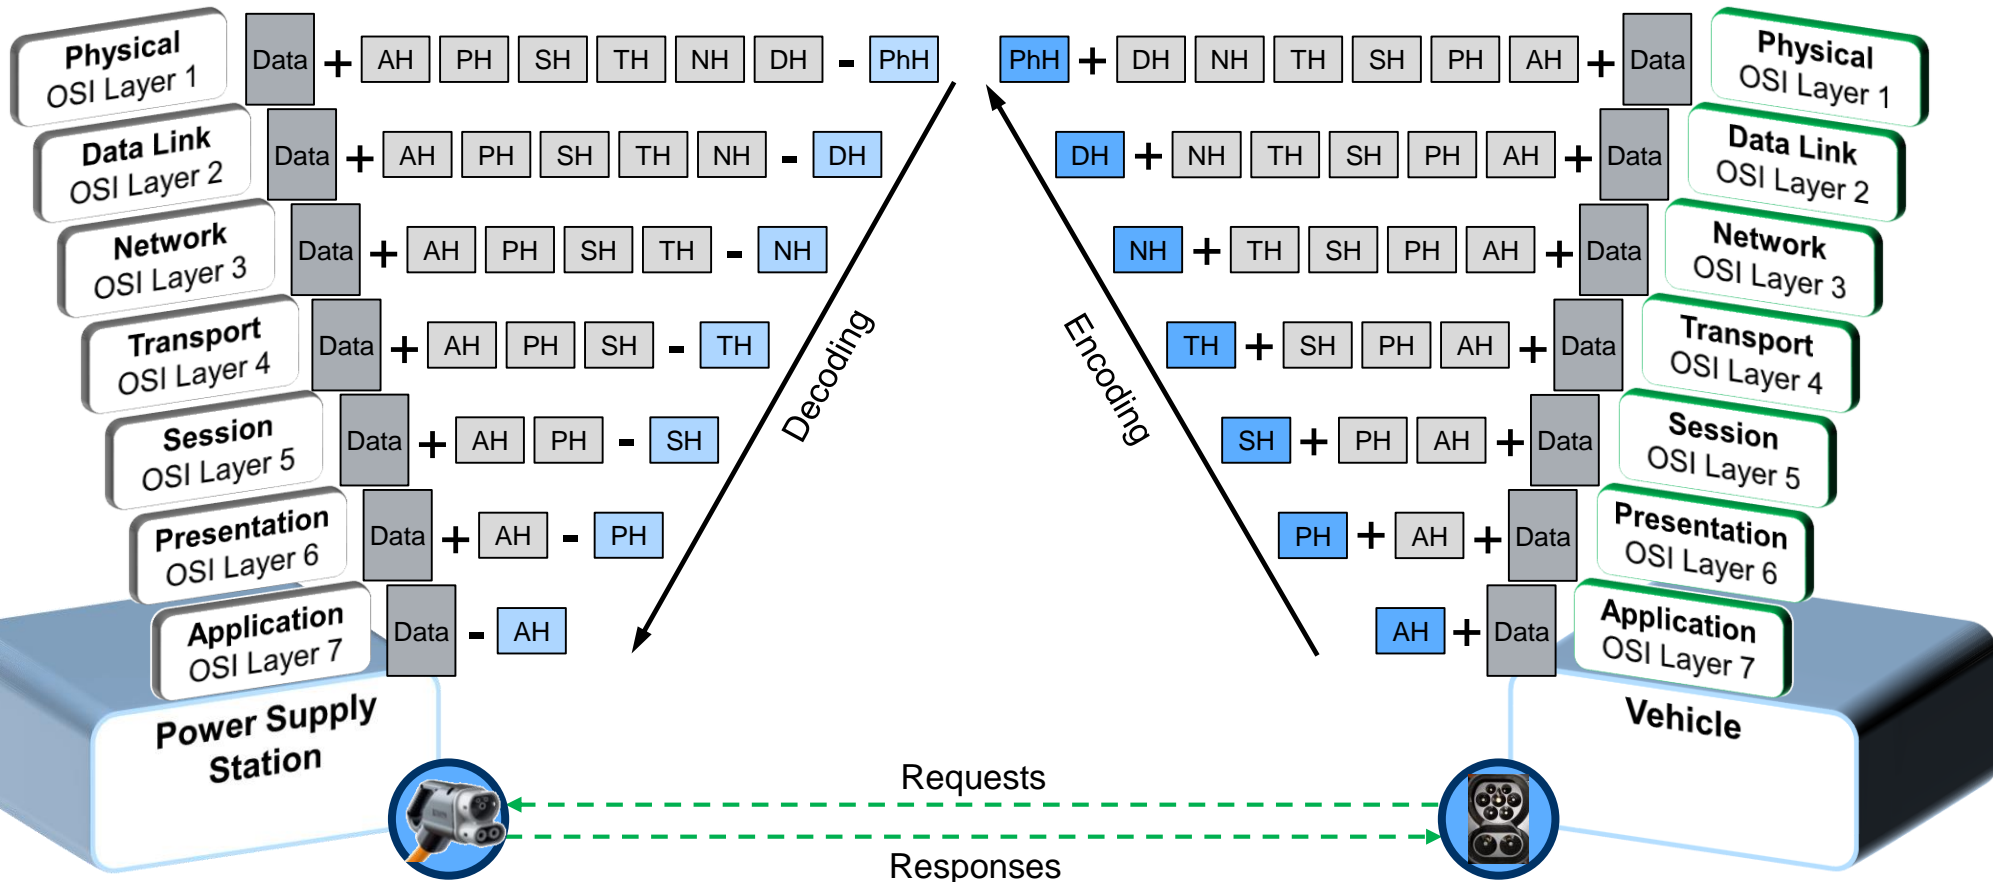 Physical
OSI Layer 1
Data + AH PH SH TH NH DH - PhH
PhH + DH NH TH SH PH AH + Data
Physical
OSI Layer 1
Data Link
OSI Layer 2
Data + AH PH SH TH NH - DH
DH + NH TH SH PH AH + Data
Data Link
OSI Layer 2
Network
OSI Layer 3
Data + AH PH SH TH - NH
NH + TH SH PH AH + Data
Network
OSI Layer 3
Transport
OSI Layer 4
Data + AH PH SH - TH
Decoding
Encoding
TH + SH PH AH + Data
Transport
OSI Layer 4
Session
OSI Layer 5
Data + AH PH - SH
SH + PH AH + Data
Session
OSI Layer 5
Presentation
OSI Layer 6
Data + AH - PH
PH + AH + Data
Presentation
OSI Layer 6
Application
OSI Layer 7
Data - AH
AH + Data
Application
OSI Layer 7
Power Supply
Station
Vehicle
Requests
Responses